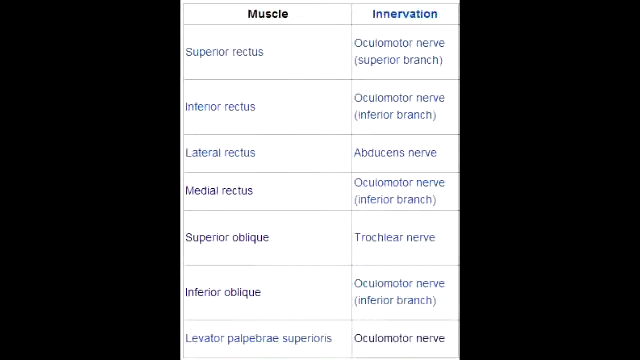 Muscle Innervation
Superior rectus
Oculomotor nerve
(superior branch)
Inferior rectus
Oculomotor nerve
(inferior branch)
Lateral rectus
Abducens nerve
Medial rectus
Oculomotor nerve
(inferior branch)
Superior oblique
Trochlear nerve
Inferior oblique
Oculomotor nerve
(inferior branch)
Levator palpebrae superioris
Oculomotor nerve